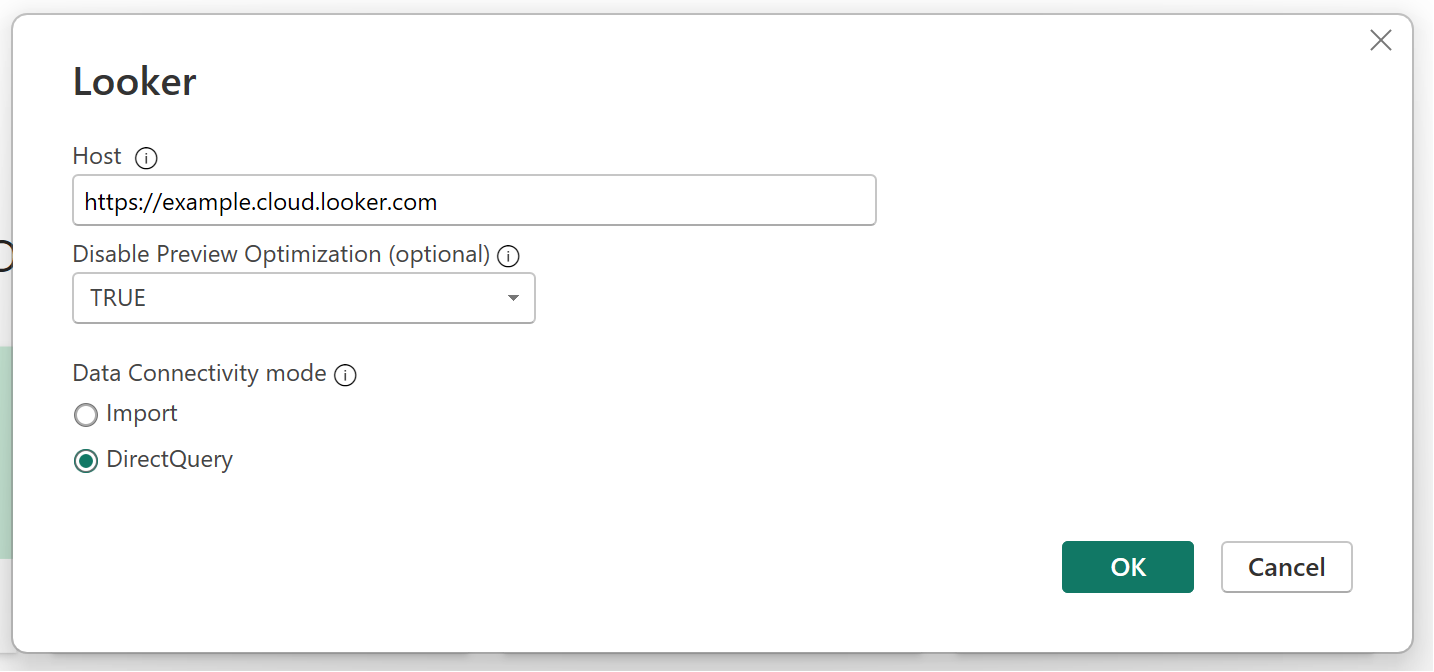 Looker
Host
https://example.cloud.looker.com
Disable Preview Optimization (optional)
TRUE
Data Connectivity mode
Import
DirectQuery
OK Cancel